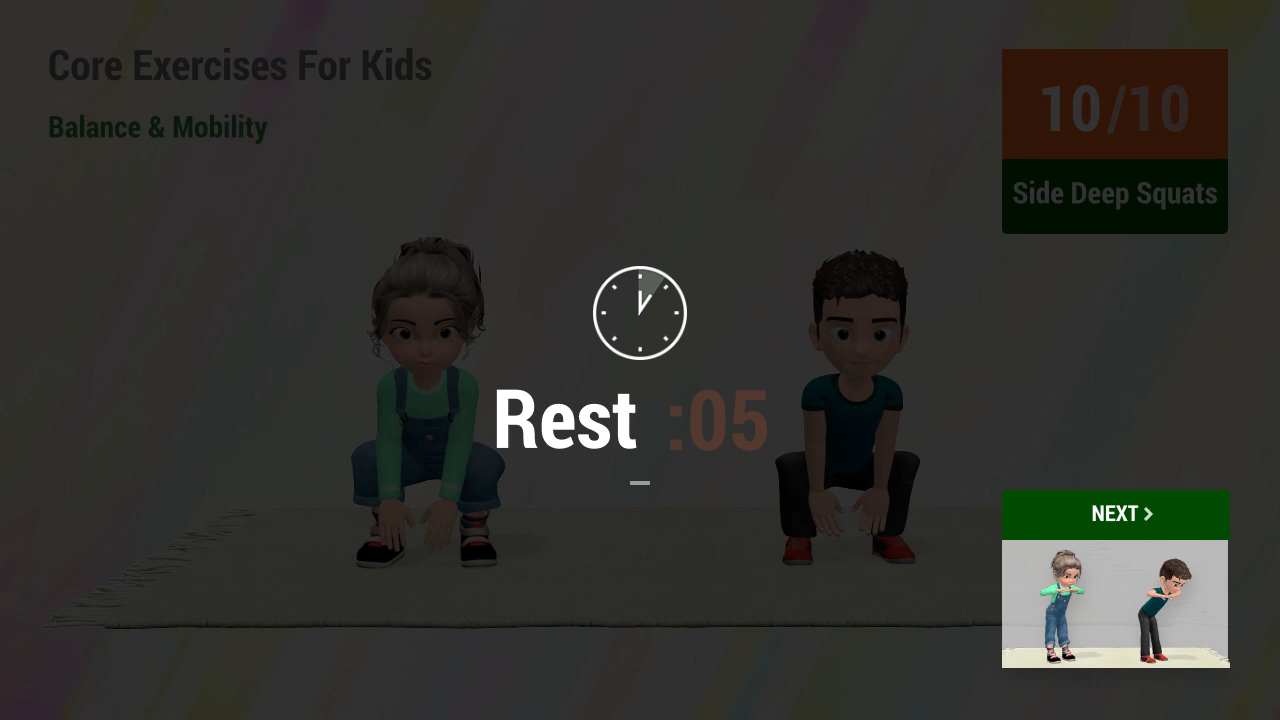 Core Exercises For Kids
Balance & Mobility
10/10
Side Deep Squats
Rest :05
NEXT